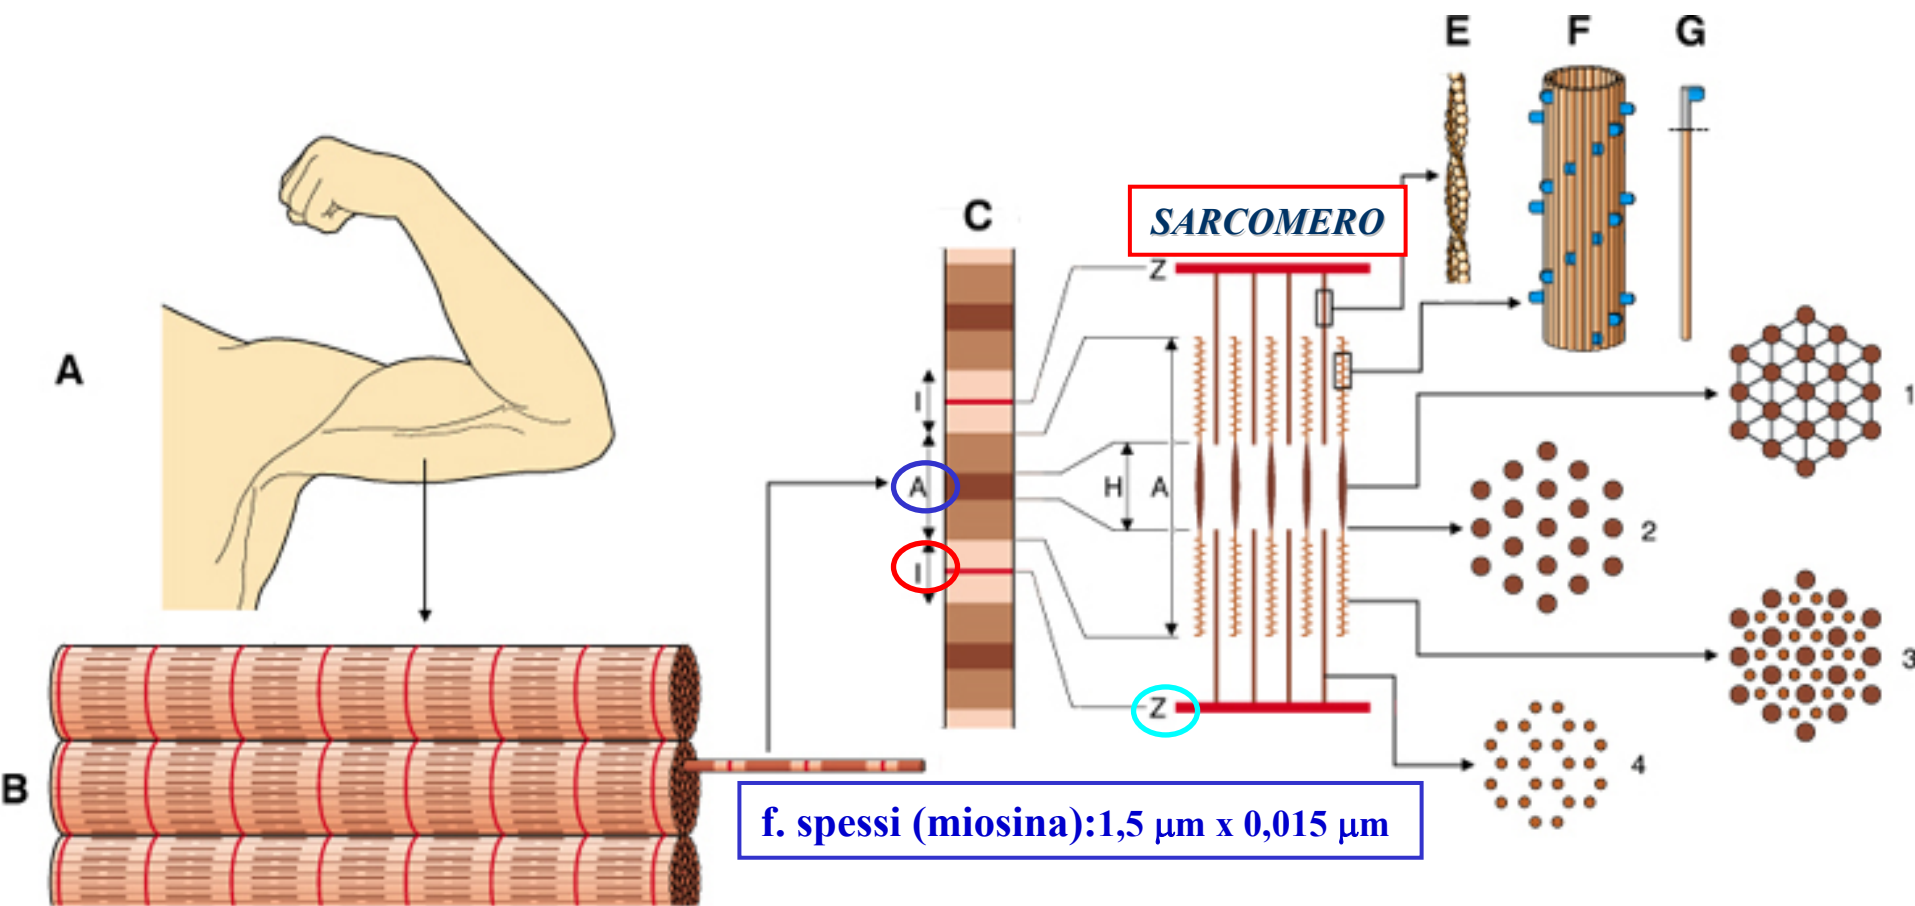 E F G
SARCOMERO
C
Z
A
I
1
A
H A
2
I
3
Z
4
B
f. spessi (miosina):1,5 μm x 0,015 μm